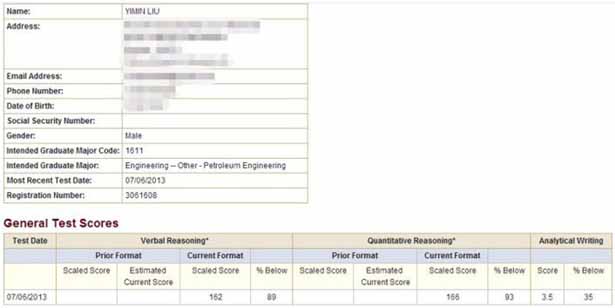 Name: YIMIN LIU
Address:
Email Address:
Phone Number:
Date of Birth:
Social Security Number:
Gender: Male
Intended Graduate Major Code: 1611
Intended Graduate Major: Engineering -- Other - Petroleum Engineering
Most Recent Test Date: 07/06/2013
Registration Number: 3061608
General Test Scores
Test Date Verbal Reasoning* Quantitative Reasoning* Analytical Writing
Prior Format Current Format Prior Format Current Format
Scaled Score Estimated Current Score Scaled Score % Below Scaled Score Estimated Current Score Scaled Score % Below Score % Below
07/06/2013 162 89 166 93 3.5 35